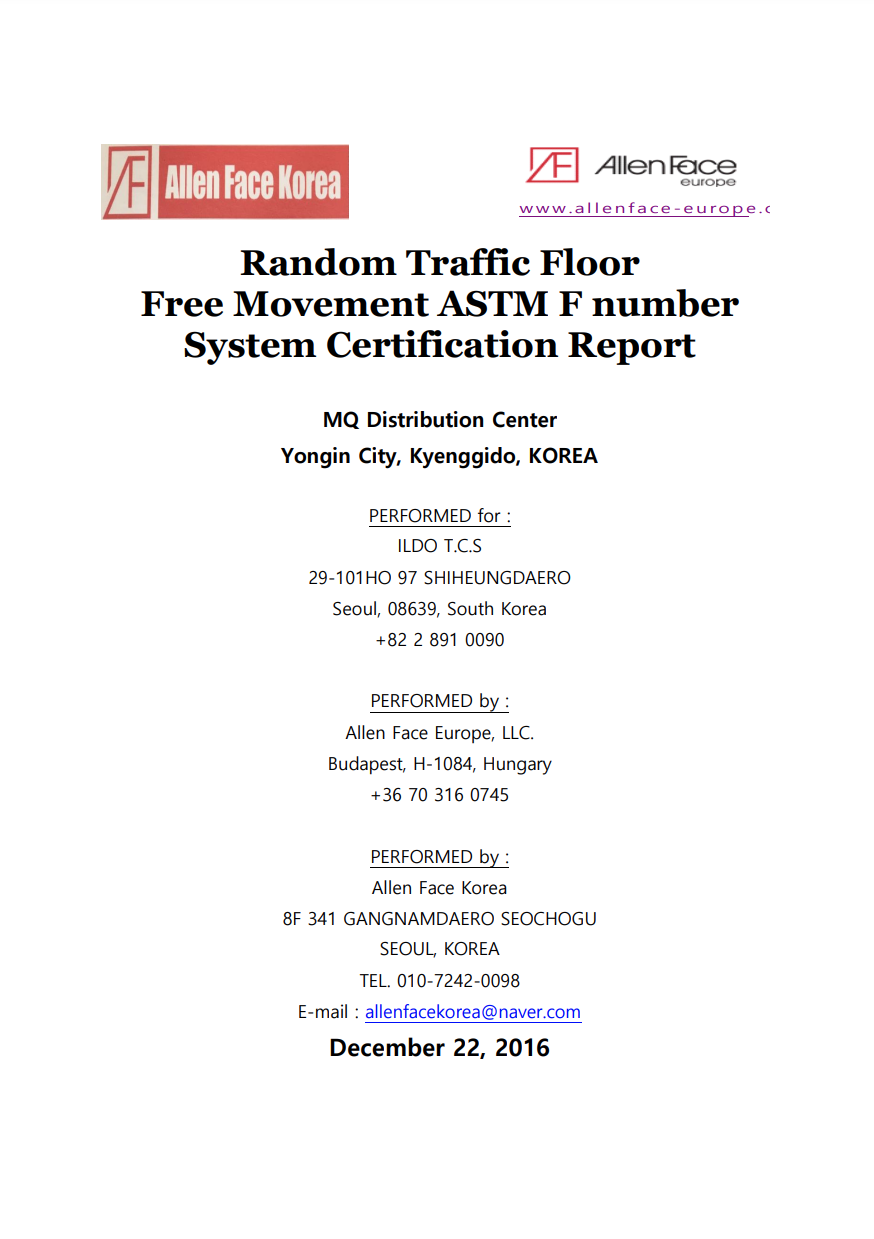 Allen Face Korea
Allen Face
europe
www.allenface-europe.c
Random Traffic Floor
Free Movement ASTM F number
System Certification Report
MQ Distribution Center
Yongin City, Kyenggido, KOREA
PERFORMED for :
ILDO T.C.S
29-101HO 97 SHIHEUNGDAERO
Seoul, 08639, South Korea
+82 2 891 0090
PERFORMED by :
Allen Face Europe, LLC.
Budapest, H-1084, Hungary
+36 70 316 0745
PERFORMED by :
Allen Face Korea
8F 341 GANGNAMDAERO SEOCHOGU
SEOUL, KOREA
TEL. 010-7242-0098
E-mail : allenfacekorea@naver.com
December 22, 2016